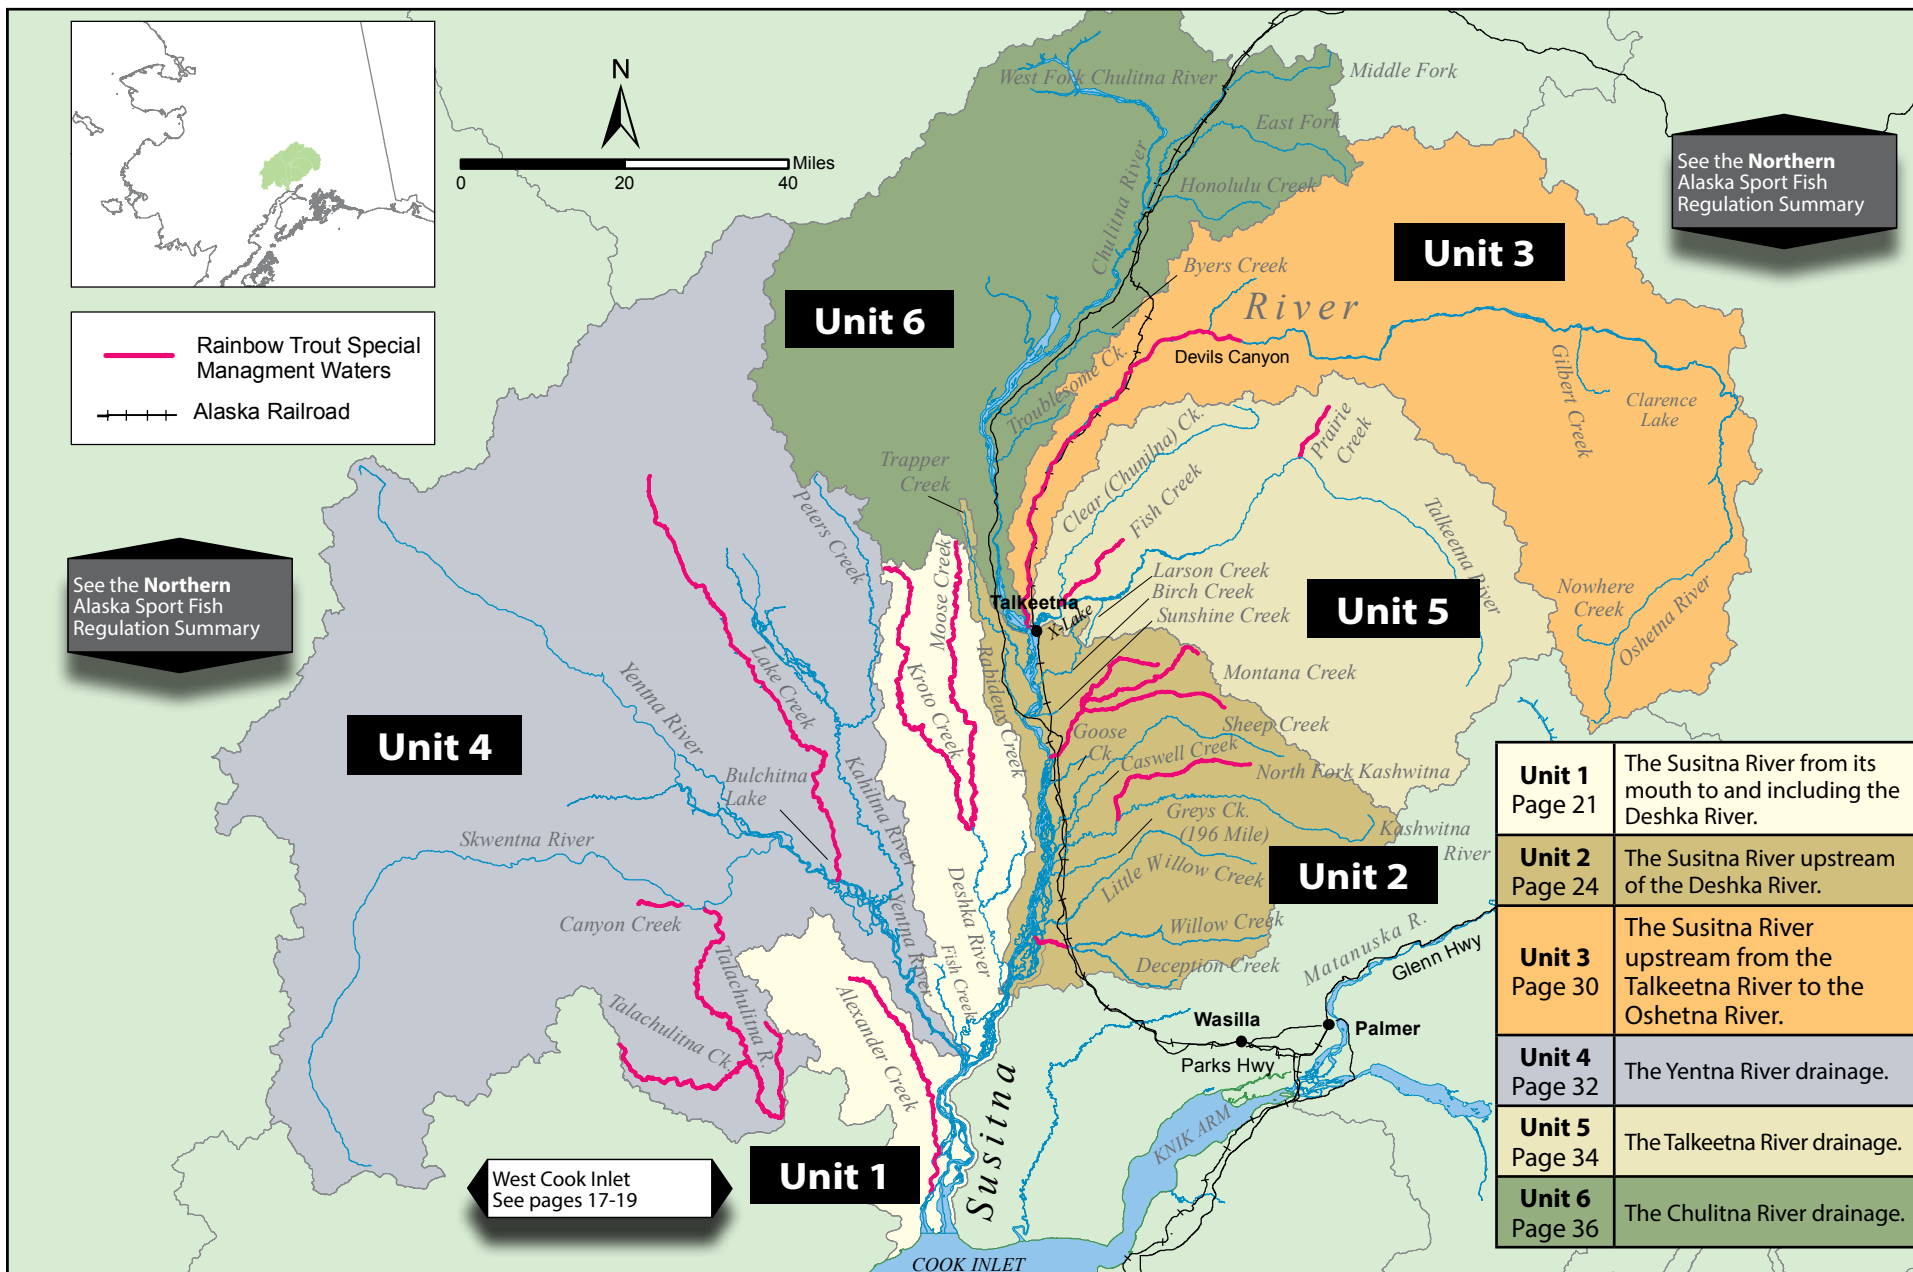 N
Miles
0
20
40
Rainbow Trout Special
Managment Waters
Alaska Railroad
See the Northern
Alaska Sport Fish
Regulation Summary
See the Northern
Alaska Sport Fish
Regulation Summary
West Cook Inlet
See pages 17-19
Unit 6
Unit 3
Unit 5
Unit 4
Unit 2
Unit 1
West Fork Chulitna River
Middle Fork
East Fork
Honolulu Creek
Chulitna River
Byers Creek
River
Devils Canyon
Troublesome Ck.
Gilbert Creek
Clarence
Lake
Prairie
Creek
Clear (Chunilna) Ck.
Fish Creek
Trapper
Creek
Peters Creek
Talkeetna River
Moose Creek
Larson Creek
Birch Creek
Sunshine Creek
Talkeetna
X-Lake
Nowhere
Creek
Oshetna River
Montana Creek
Rabideux Creek
Kroto Creek
Lake Creek
Yentna River
Sheep Creek
Goose
Ck.
Caswell Creek
North Fork Kashwitna
Bulchitna
Lake
Kahiltna River
Greys Ck.
(196 Mile)
Kashwitna
River
Skwentna River
Little Willow Creek
Deshka River
Yentna River
Canyon Creek
Willow Creek
Deception Creek
Fish Creek
Matanuska R.
Glenn Hwy
Talachulitna R.
Talachulitna Ck.
Alexander Creek
Wasilla
Palmer
Parks Hwy
Susitna
KNIK ARM
COOK INLET
Unit 1
Page 21
The Susitna River from its
mouth to and including the
Deshka River.
Unit 2
Page 24
The Susitna River upstream
of the Deshka River.
Unit 3
Page 30
The Susitna River
upstream from the
Talkeetna River to the
Oshetna River.
Unit 4
Page 32
The Yentna River drainage.
Unit 5
Page 34
The Talkeetna River drainage.
Unit 6
Page 36
The Chulitna River drainage.